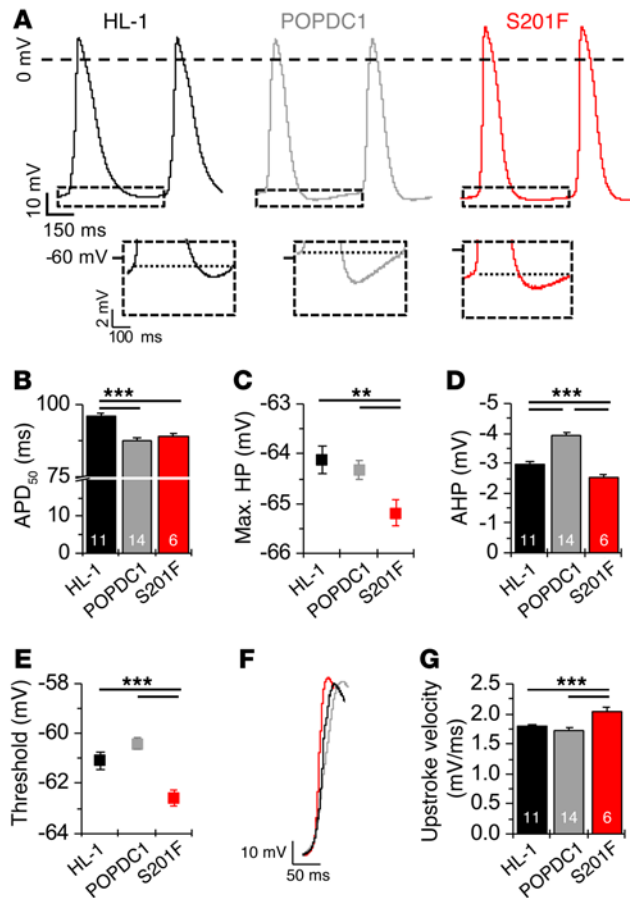 A
HL-1
POPDC1
S201F
0 mV
10 mV
150 ms
-60 mV
2 mV
100 ms
B
***
APD50 (ms)
100
75
10
0
11
14
6
HL-1
POPDC1
S201F
C
**
Max. HP (mV)
-63
-64
-65
-66
HL-1
POPDC1
S201F
D
***
AHP (mV)
-5
-4
-3
-2
-1
0
11
14
6
HL-1
POPDC1
S201F
E
***
Threshold (mV)
-58
-60
-62
-64
HL-1
POPDC1
S201F
F
10 mV
50 ms
G
***
Upstroke velocity
(mV/ms)
2.5
2.0
1.5
1.0
0.5
0.0
11
14
6
HL-1
POPDC1
S201F